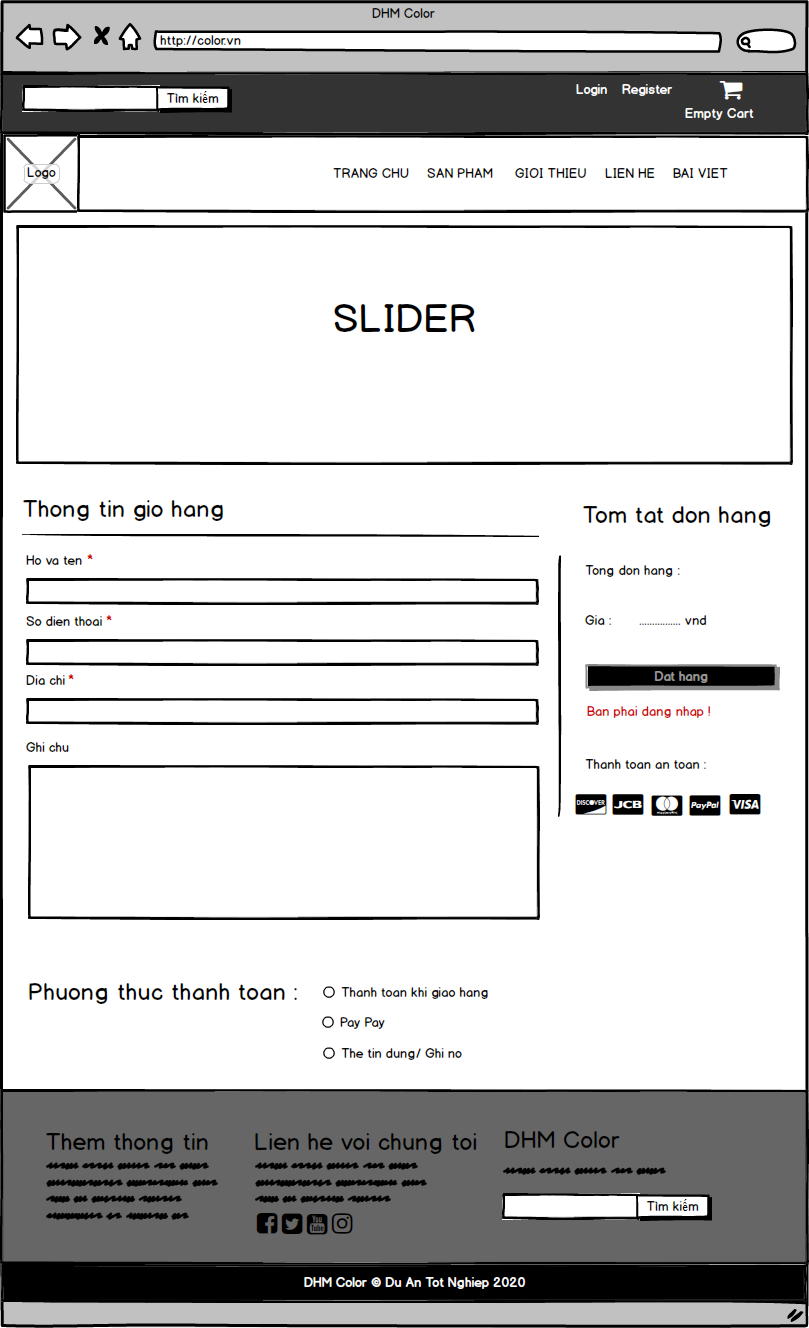 DHM Color
http://color.vn
Tìm kiếm
Login Register
Empty Cart
Logo
TRANG CHU SAN PHAM GIOI THIEU LIEN HE BAI VIET
SLIDER
Thong tin gio hang
Ho va ten *
So dien thoai *
Dia chi *
Ghi chu
Tom tat don hang
Tong don hang :
Gia : ................ vnd
Dat hang
Ban phai dang nhap !
Thanh toan an toan :
DISCOVER JCB MasterCard PayPal VISA
Phuong thuc thanh toan :
Thanh toan khi giao hang
Pay Pay
The tin dung/ Ghi no
Them thong tin
Lien he voi chung toi
You Tube
DHM Color
Tìm kiếm
DHM Color © Du An Tot Nghiep 2020